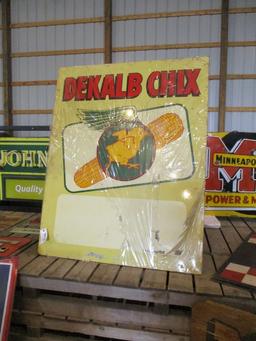 DEKALB CHIX
JOHN
Quality
MINNEAPO
M
POWER & M